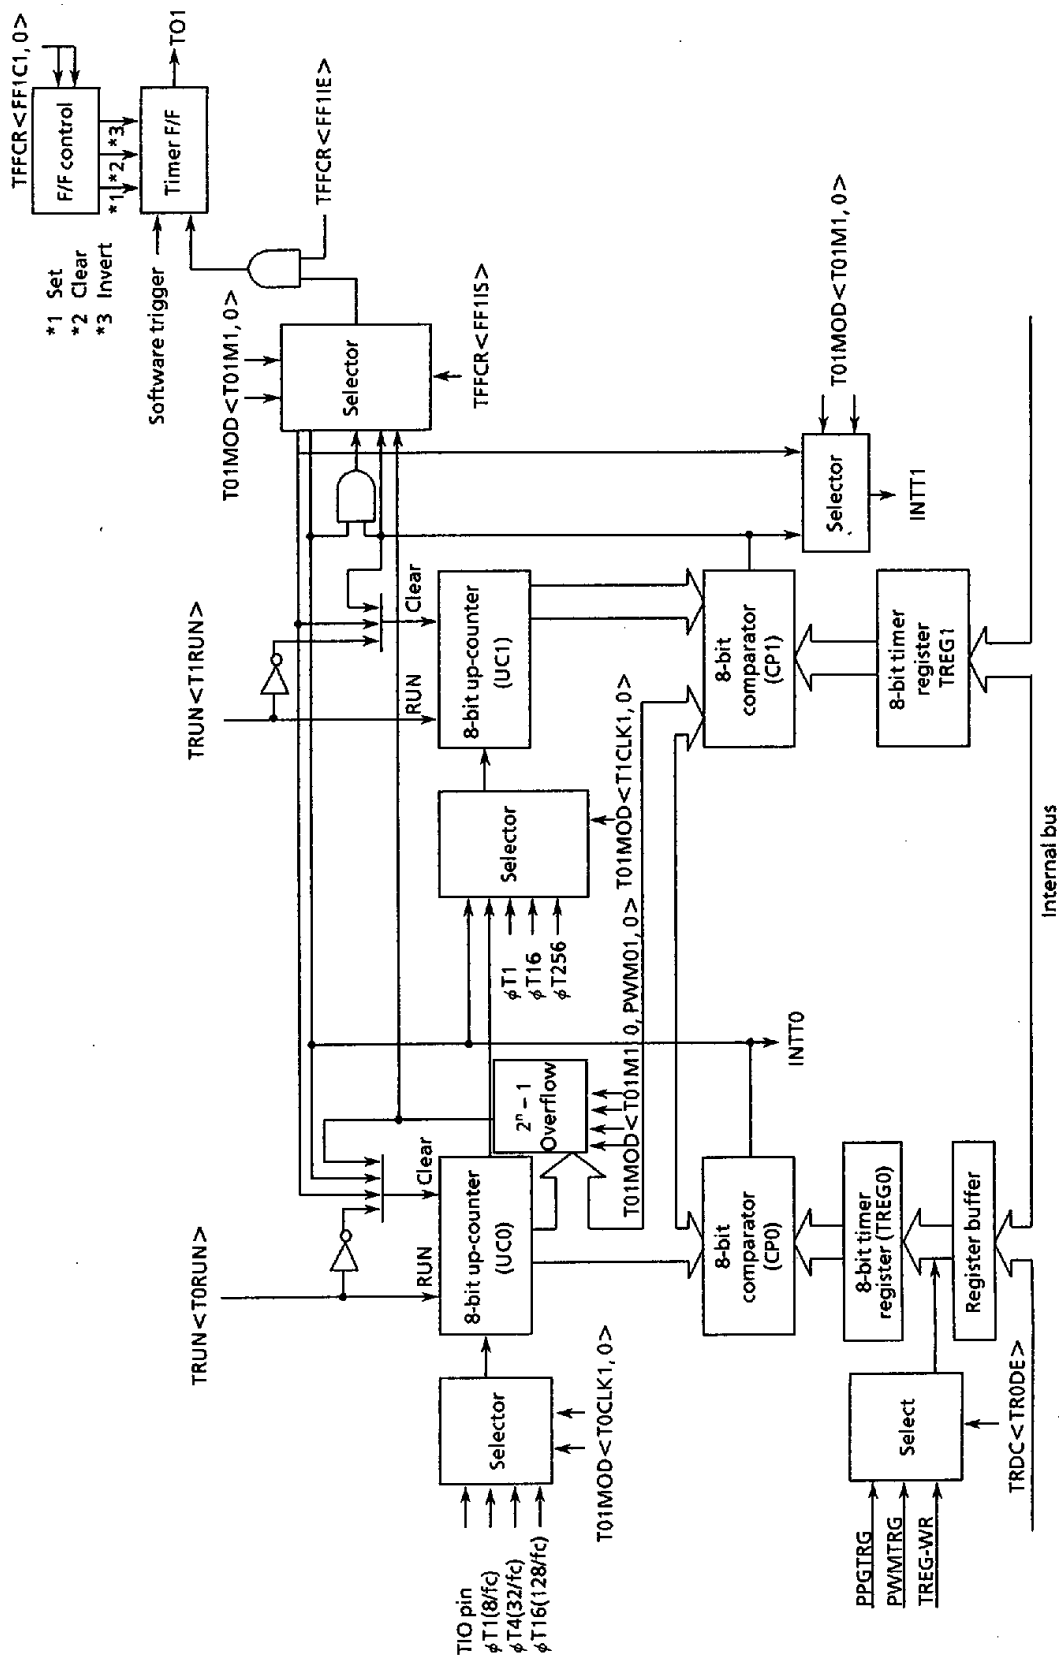 TFFCR<FF1C1, 0>
F/F control
*1
*2
*3
Timer F/F
TO1
*1 Set
*2 Clear
*3 Invert
Software trigger
TFFCR<FF1IE>
T01MOD<T01M1, 0>
Selector
TFFCR<FF1IS>
T01MOD<T01M1, 0>
Selector
INTT1
TRUN<T1RUN>
RUN
Clear
8-bit up-counter
(UC1)
8-bit
comparator
(CP1)
8-bit timer
register
TREG1
Selector
T01MOD<T1CLK1, 0>
φT1
φT16
φT256
INTT0
Internal bus
TRUN<T0RUN>
RUN
Clear
8-bit up-counter
(UC0)
2ⁿ – 1
Overflow
T01MOD<T01M1, 0, PWM01, 0>
8-bit
comparator
(CP0)
8-bit timer
register (TREG0)
Register buffer
Selector
T01MOD<T0CLK1, 0>
TIO pin
φT1(8/fc)
φT4(32/fc)
φT16(128/fc)
Select
TRDC<TR0DE>
PPGTRG
PWMTRG
TREG-WR